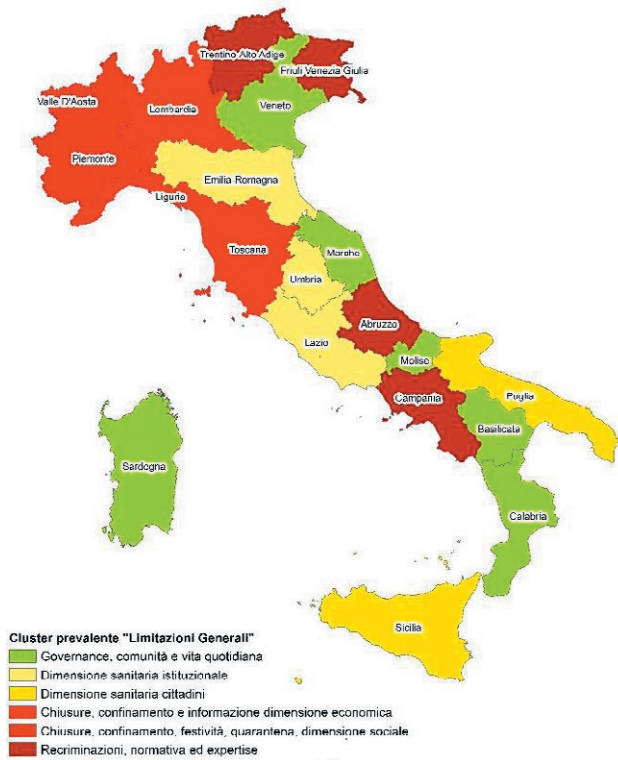 Trentino Alto Adige
Friuli Venezia Giulia
Valle D'Aosta
Lombardia
Veneto
Piemonte
Emilia Romagna
Liguria
Toscana
Marche
Umbria
Abruzzo
Lazio
Molise
Campania
Puglia
Basilicata
Sardegna
Calabria
Sicilia
Cluster prevalente "Limitazioni Generali"
Governance, comunità e vita quotidiana
Dimensione sanitaria istituzionale
Dimensione sanitaria cittadini
Chiusure, confinamento e informazione dimensione economica
Chiusure, confinamento, festività, quarantena, dimensione sociale
Recriminazioni, normativa ed expertise